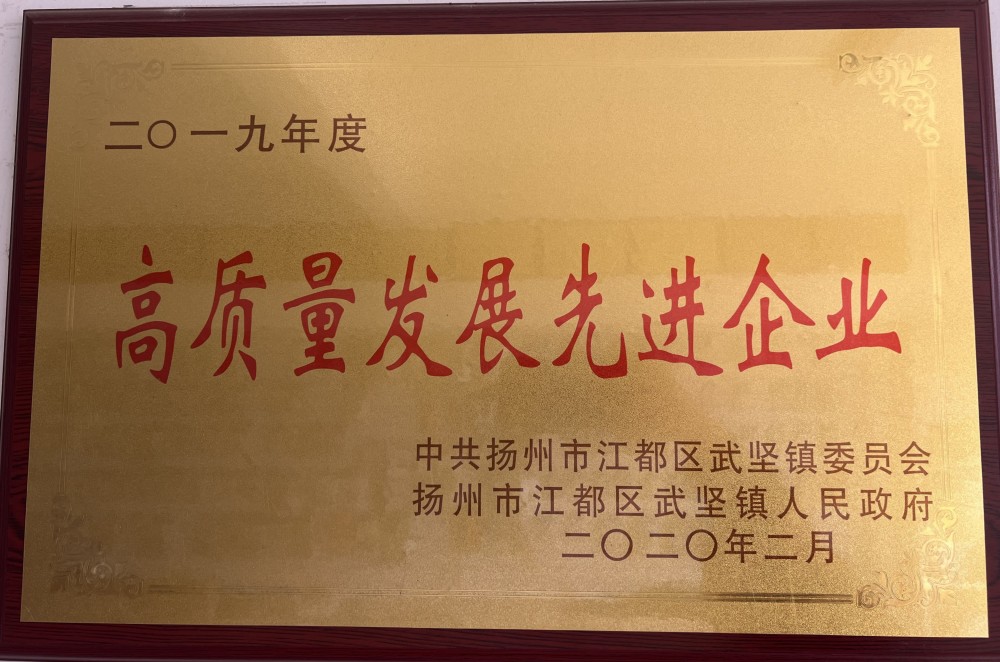 二〇一九年度
高质量发展先进企业
中共扬州市江都区武坚镇委员会
扬州市江都区武坚镇人民政府
二〇二〇年二月